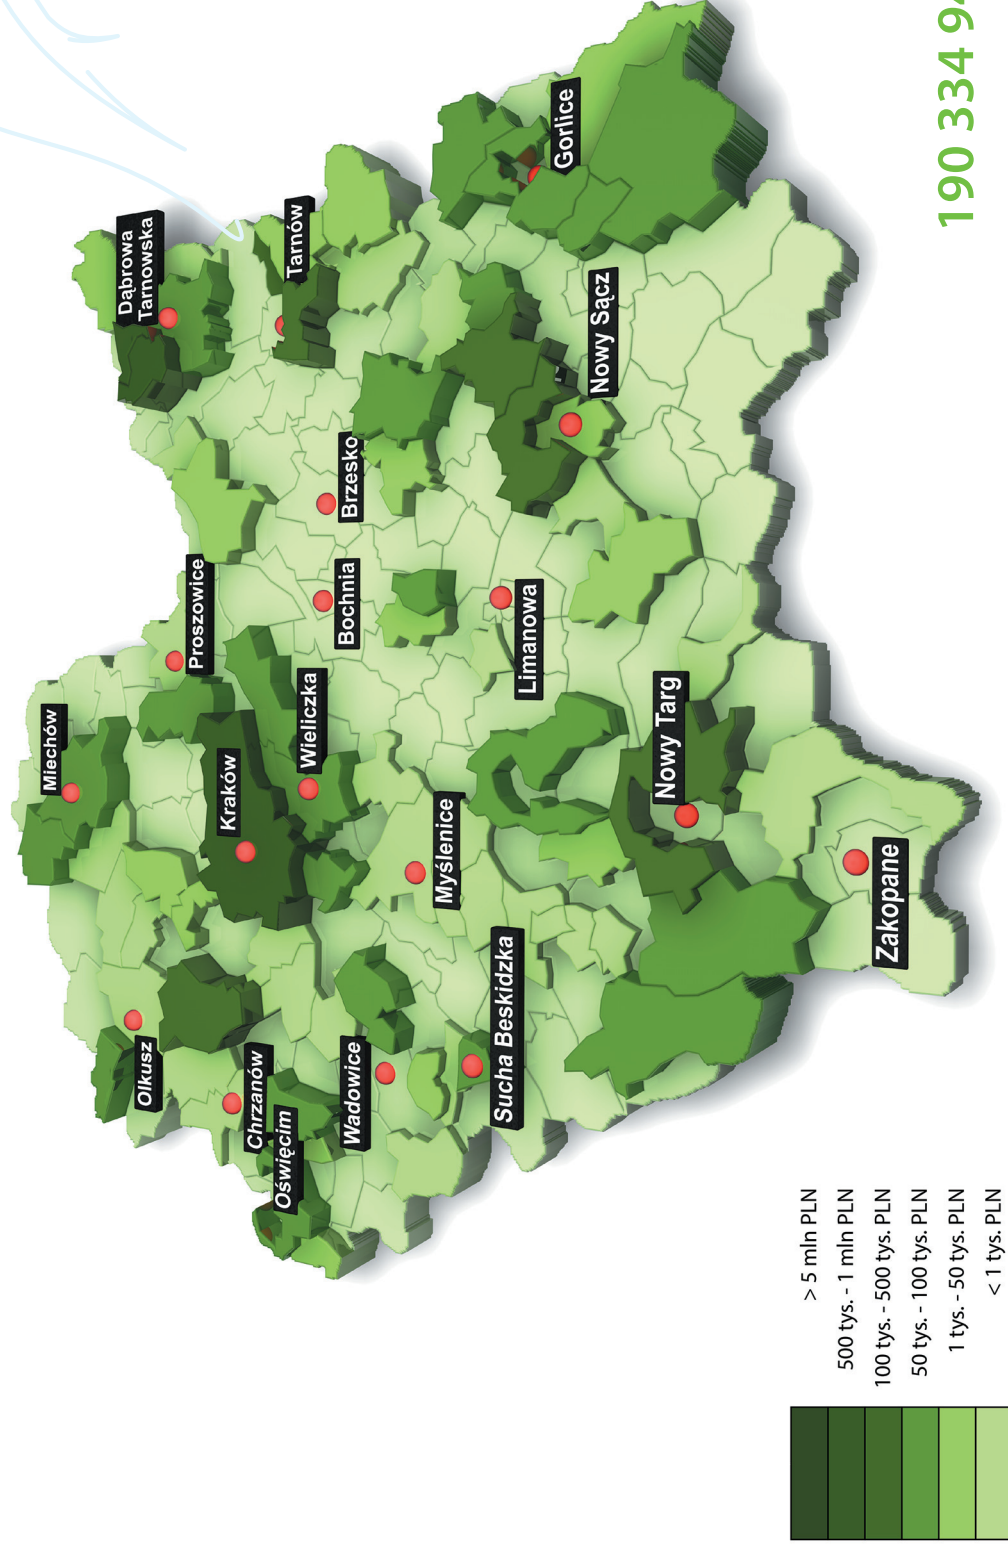 Miechów
Dąbrowa
Tarnowska
Olkusz
Proszowice
Kraków
Chrzanów
Oświęcim
Tarnów
Wieliczka
Bochnia
Brzesko
Wadowice
Myślenice
Sucha Beskidzka
Limanowa
Gorlice
Nowy Sącz
Nowy Targ
Zakopane
> 5 mln PLN
500 tys. - 1 mln PLN
100 tys. - 500 tys. PLN
50 tys. - 100 tys. PLN
1 tys. - 50 tys. PLN
< 1 tys. PLN
190 334 94